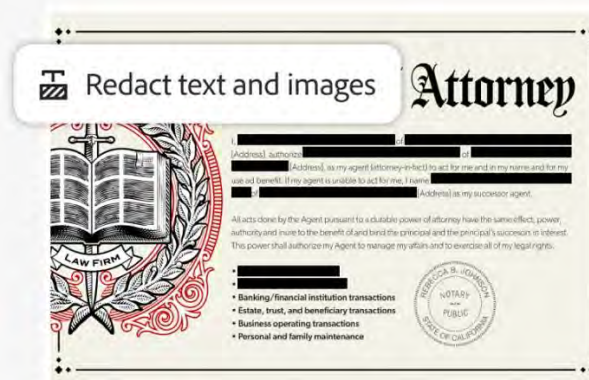 Redact text and images
Attorney
I, of
[Address], authorize of
[Address], as my agent (attorney-in-fact) to act for me and in my name and for my
use ad benefit. If my agent is unable to act for me, I name
of [Address] as my successor agent.
All acts done by the Agent pursuant to a dutable power of attorney have the same effect, power,
authority and inure to the benefit of and bind the principal and the principal's succesors in interest.
This power shall authorize my Agent to manage my affairs and to exercise all of my legal rights.
• Banking/financial institution transactions
• Estate, trust, and beneficiary transactions
• Business operating transactions
• Personal and family maintenance
LAW FIRM
REBECCA B. JOHNSON
NOTARY
PUBLIC
STATE OF CALIFORNIA